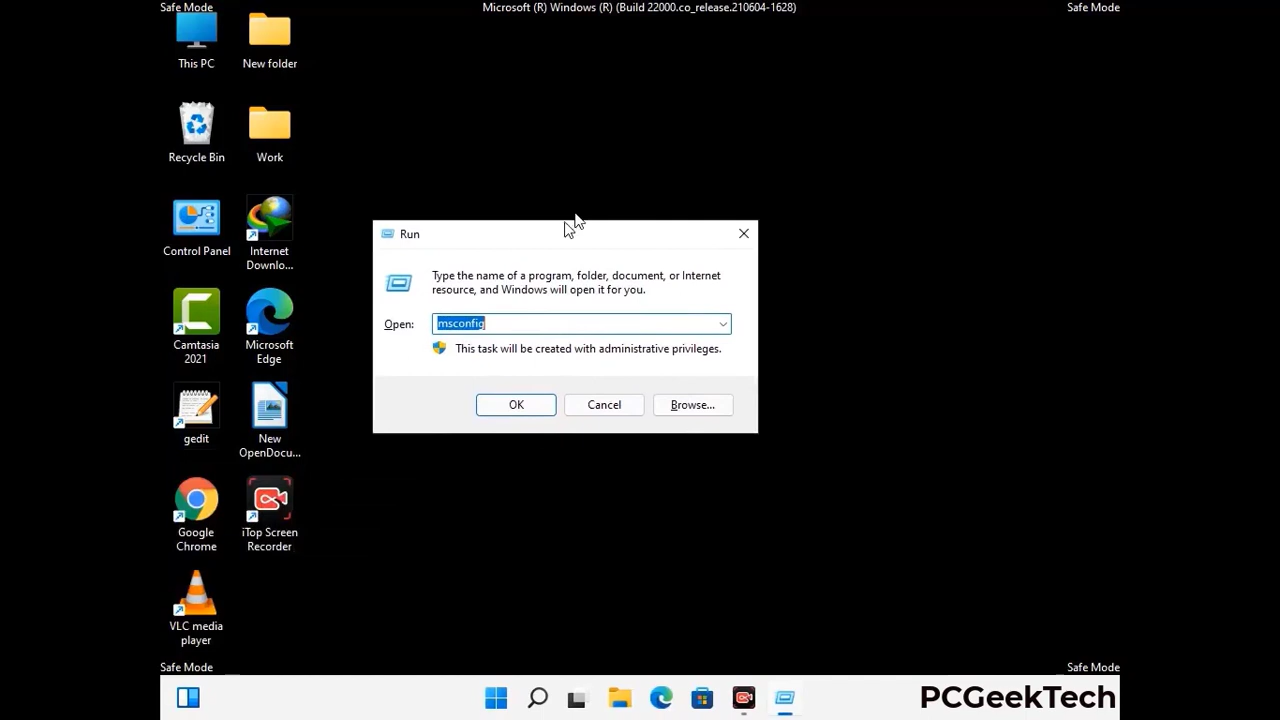 Safe Mode
Microsoft (R) Windows (R) (Build 22000.co_release.210604-1628)
Safe Mode
This PC
New folder
Recycle Bin
Work
Control Panel
Internet
Downlo...
Camtasia
2021
Microsoft
Edge
gedit
New
OpenDocu...
Google
Chrome
iTop Screen
Recorder
VLC media
player
Run
Type the name of a program, folder, document, or Internet
resource, and Windows will open it for you.
Open:
msconfig
This task will be created with administrative privileges.
OK
Cancel
Browse...
Safe Mode
Safe Mode
PCGeekTech